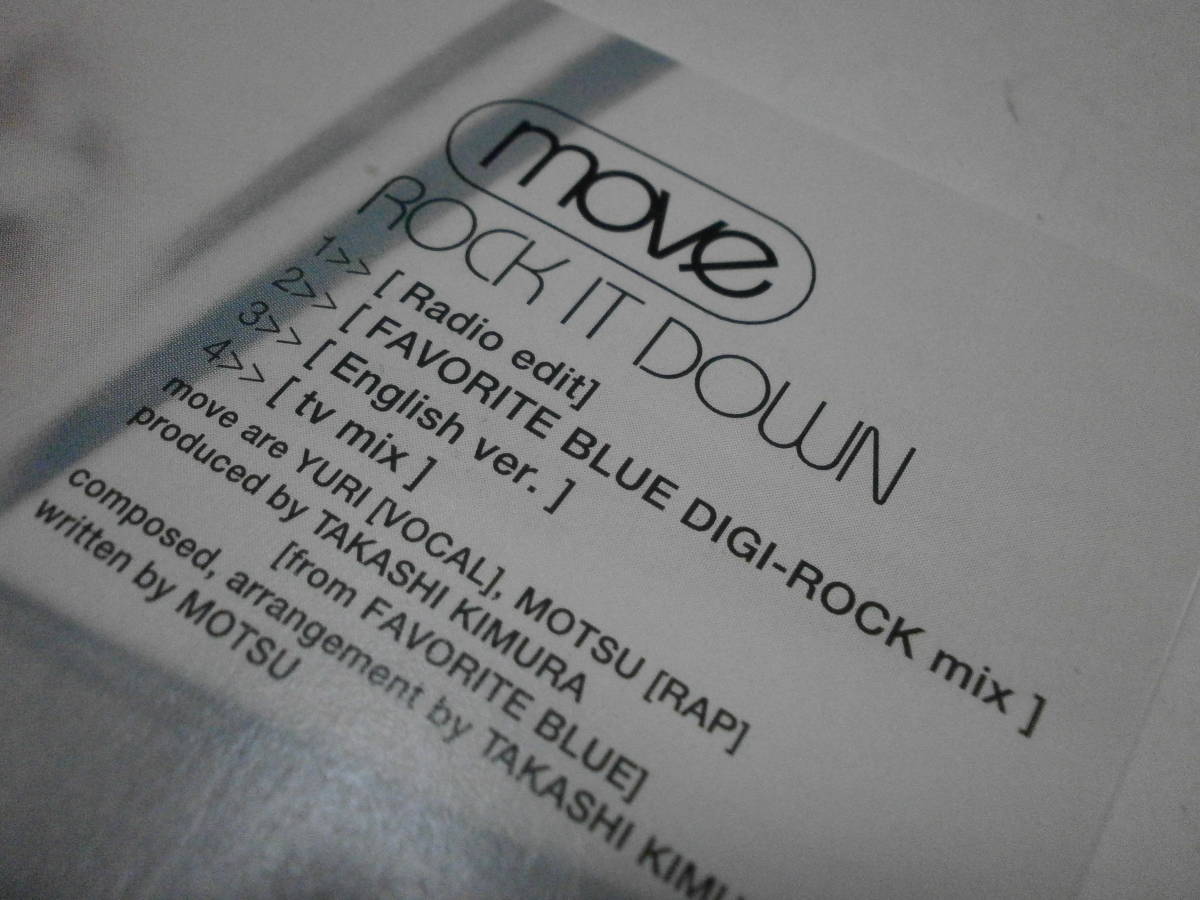 move
ROCK IT DOWN
1>> [ Radio edit]
2>> [ FAVORITE BLUE DIGI-ROCK mix ]
3>> [ English ver. ]
4>> [ tv mix ]
move are YURI [VOCAL], MOTSU [RAP]
produced by TAKASHI KIMURA
[from FAVORITE BLUE]
composed, arrangement by TAKASHI KIMU
written by MOTSU